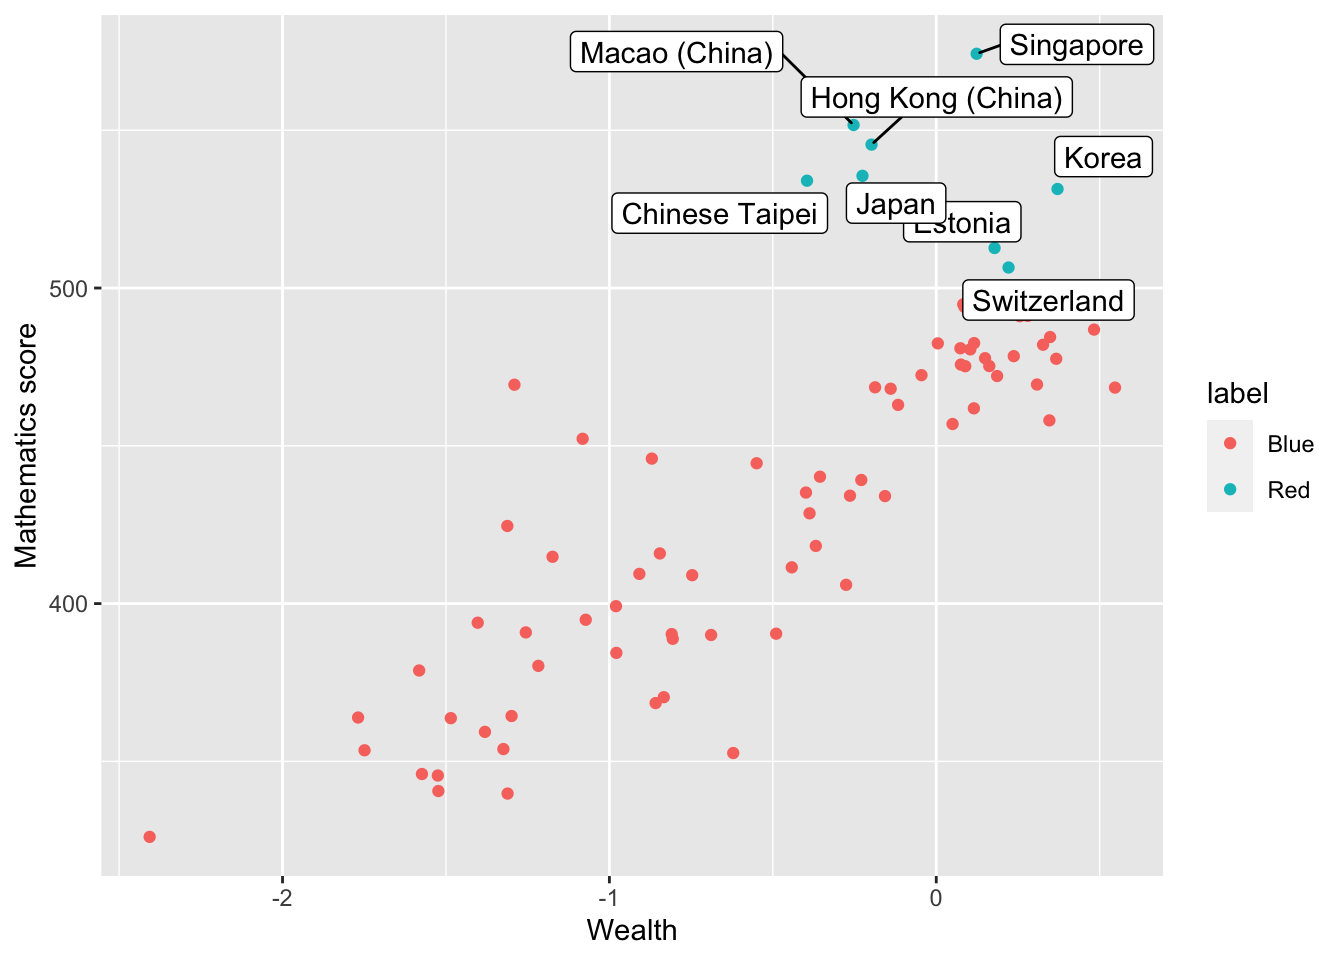 Macao (China)
Singapore
Hong Kong (China)
Korea
Japan
Chinese Taipei
Estonia
Switzerland
500
400
-2
-1
0
Wealth
Mathematics score
label
Blue
Red